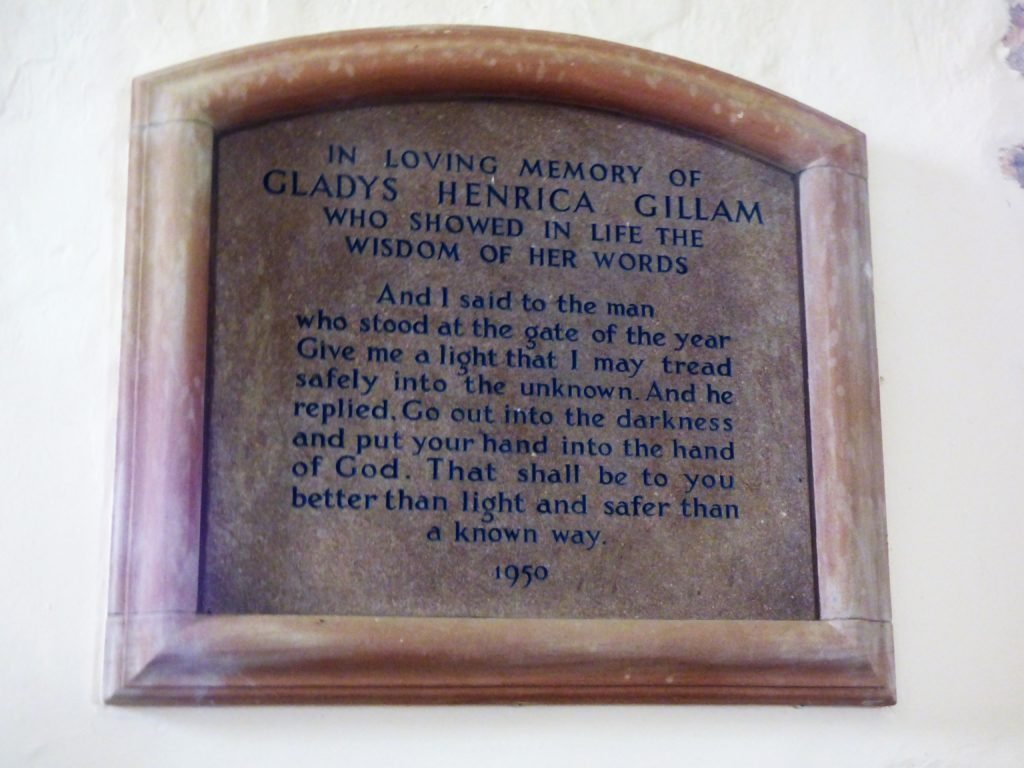 IN LOVING MEMORY OF
GLADYS HENRICA GILLAM
WHO SHOWED IN LIFE THE
WISDOM OF HER WORDS
And I said to the man
who stood at the gate of the year
Give me a light that I may tread
safely into the unknown. And he
replied, Go out into the darkness
and put your hand into the hand
of God. That shall be to you
better than light and safer than
a known way.
1950